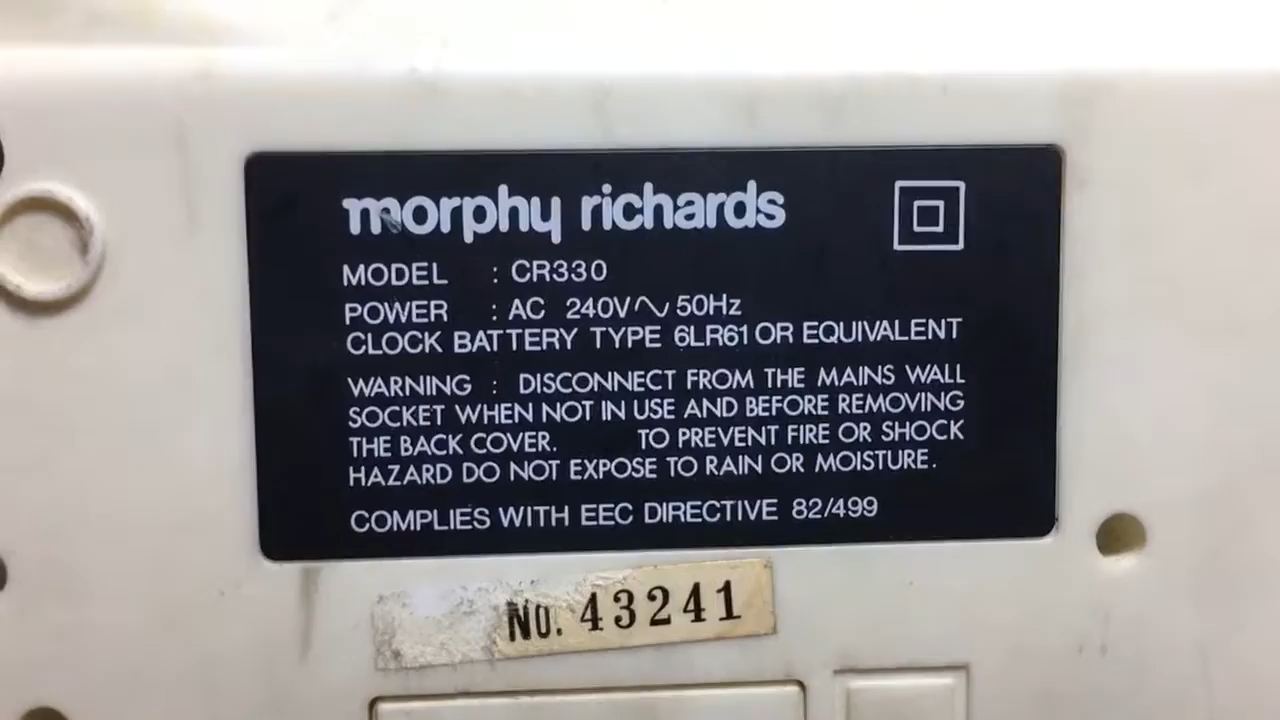 morphy richards
MODEL : CR330
POWER : AC 240V∿50Hz
CLOCK BATTERY TYPE 6LR61 OR EQUIVALENT
WARNING : DISCONNECT FROM THE MAINS WALL
SOCKET WHEN NOT IN USE AND BEFORE REMOVING
THE BACK COVER. TO PREVENT FIRE OR SHOCK
HAZARD DO NOT EXPOSE TO RAIN OR MOISTURE.
COMPLIES WITH EEC DIRECTIVE 82/499
NO. 43241